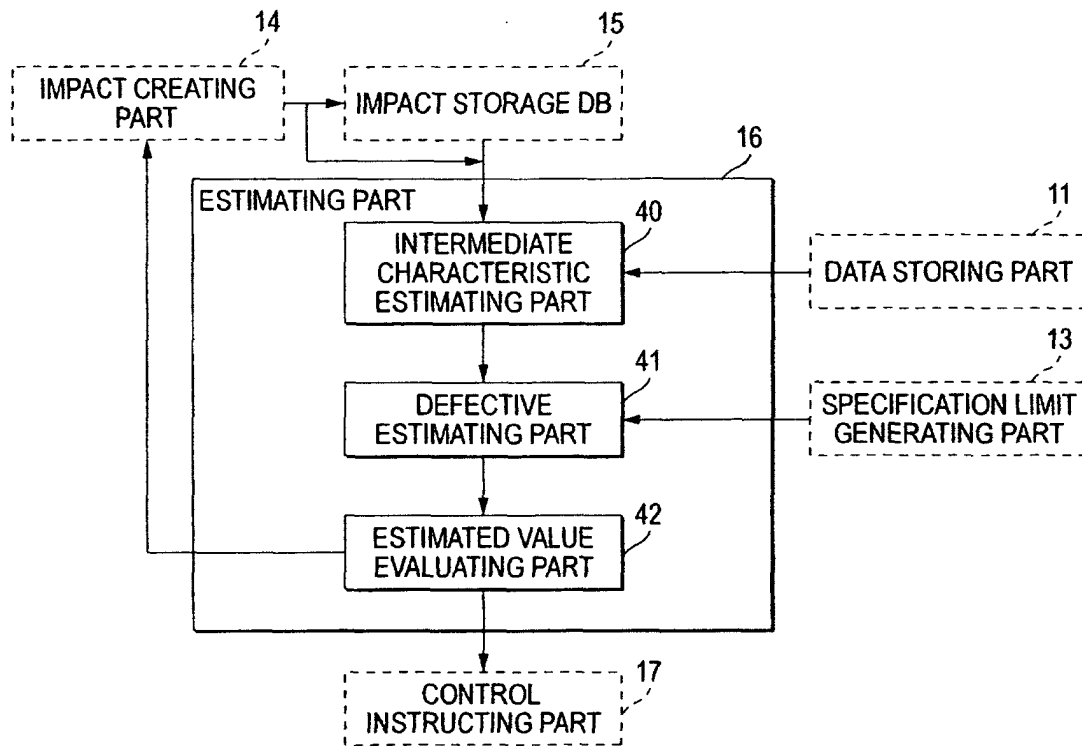 14
15
IMPACT CREATING
PART
IMPACT STORAGE DB
16
ESTIMATING PART
40
11
INTERMEDIATE
CHARACTERISTIC
ESTIMATING PART
DATA STORING PART
41
13
DEFECTIVE
ESTIMATING PART
SPECIFICATION LIMIT
GENERATING PART
42
ESTIMATED VALUE
EVALUATING PART
17
CONTROL
INSTRUCTING PART